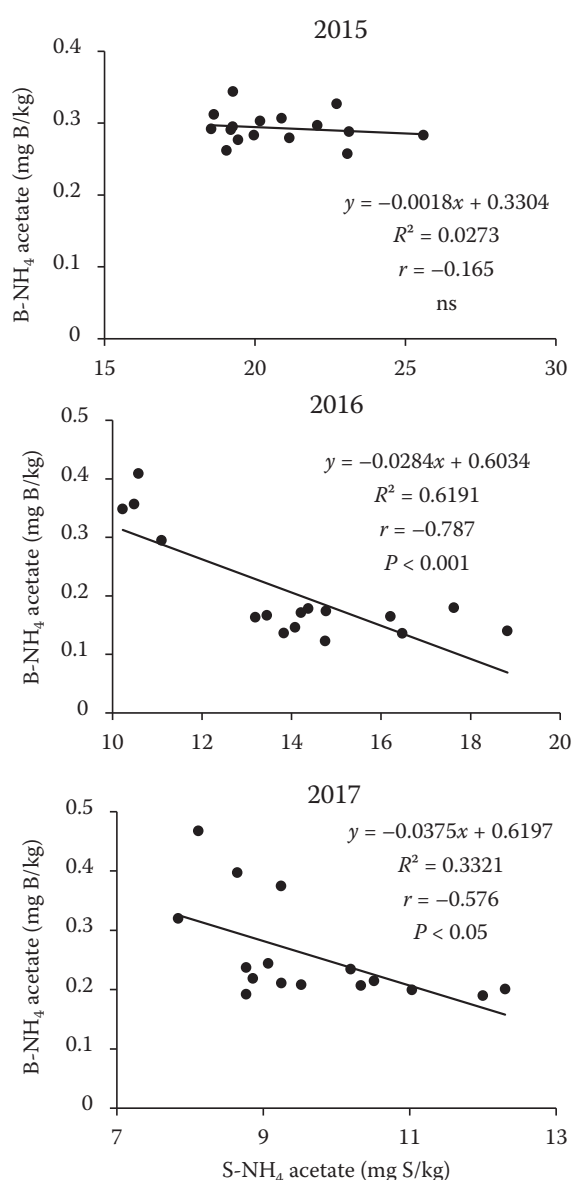 2015
B-NH₄ acetate (mg B/kg)
0.4
0.3
0.2
0.1
0
y = −0.0018x + 0.3304
R² = 0.0273
r = −0.165
ns
15 20 25 30
2016
B-NH₄ acetate (mg B/kg)
0.5
0.4
0.3
0.2
0.1
0
y = −0.0284x + 0.6034
R² = 0.6191
r = −0.787
P < 0.001
10 12 14 16 18 20
2017
B-NH₄ acetate (mg B/kg)
0.5
0.4
0.3
0.2
0.1
0
y = −0.0375x + 0.6197
R² = 0.3321
r = −0.576
P < 0.05
7 9 11 13
S-NH₄ acetate (mg S/kg)